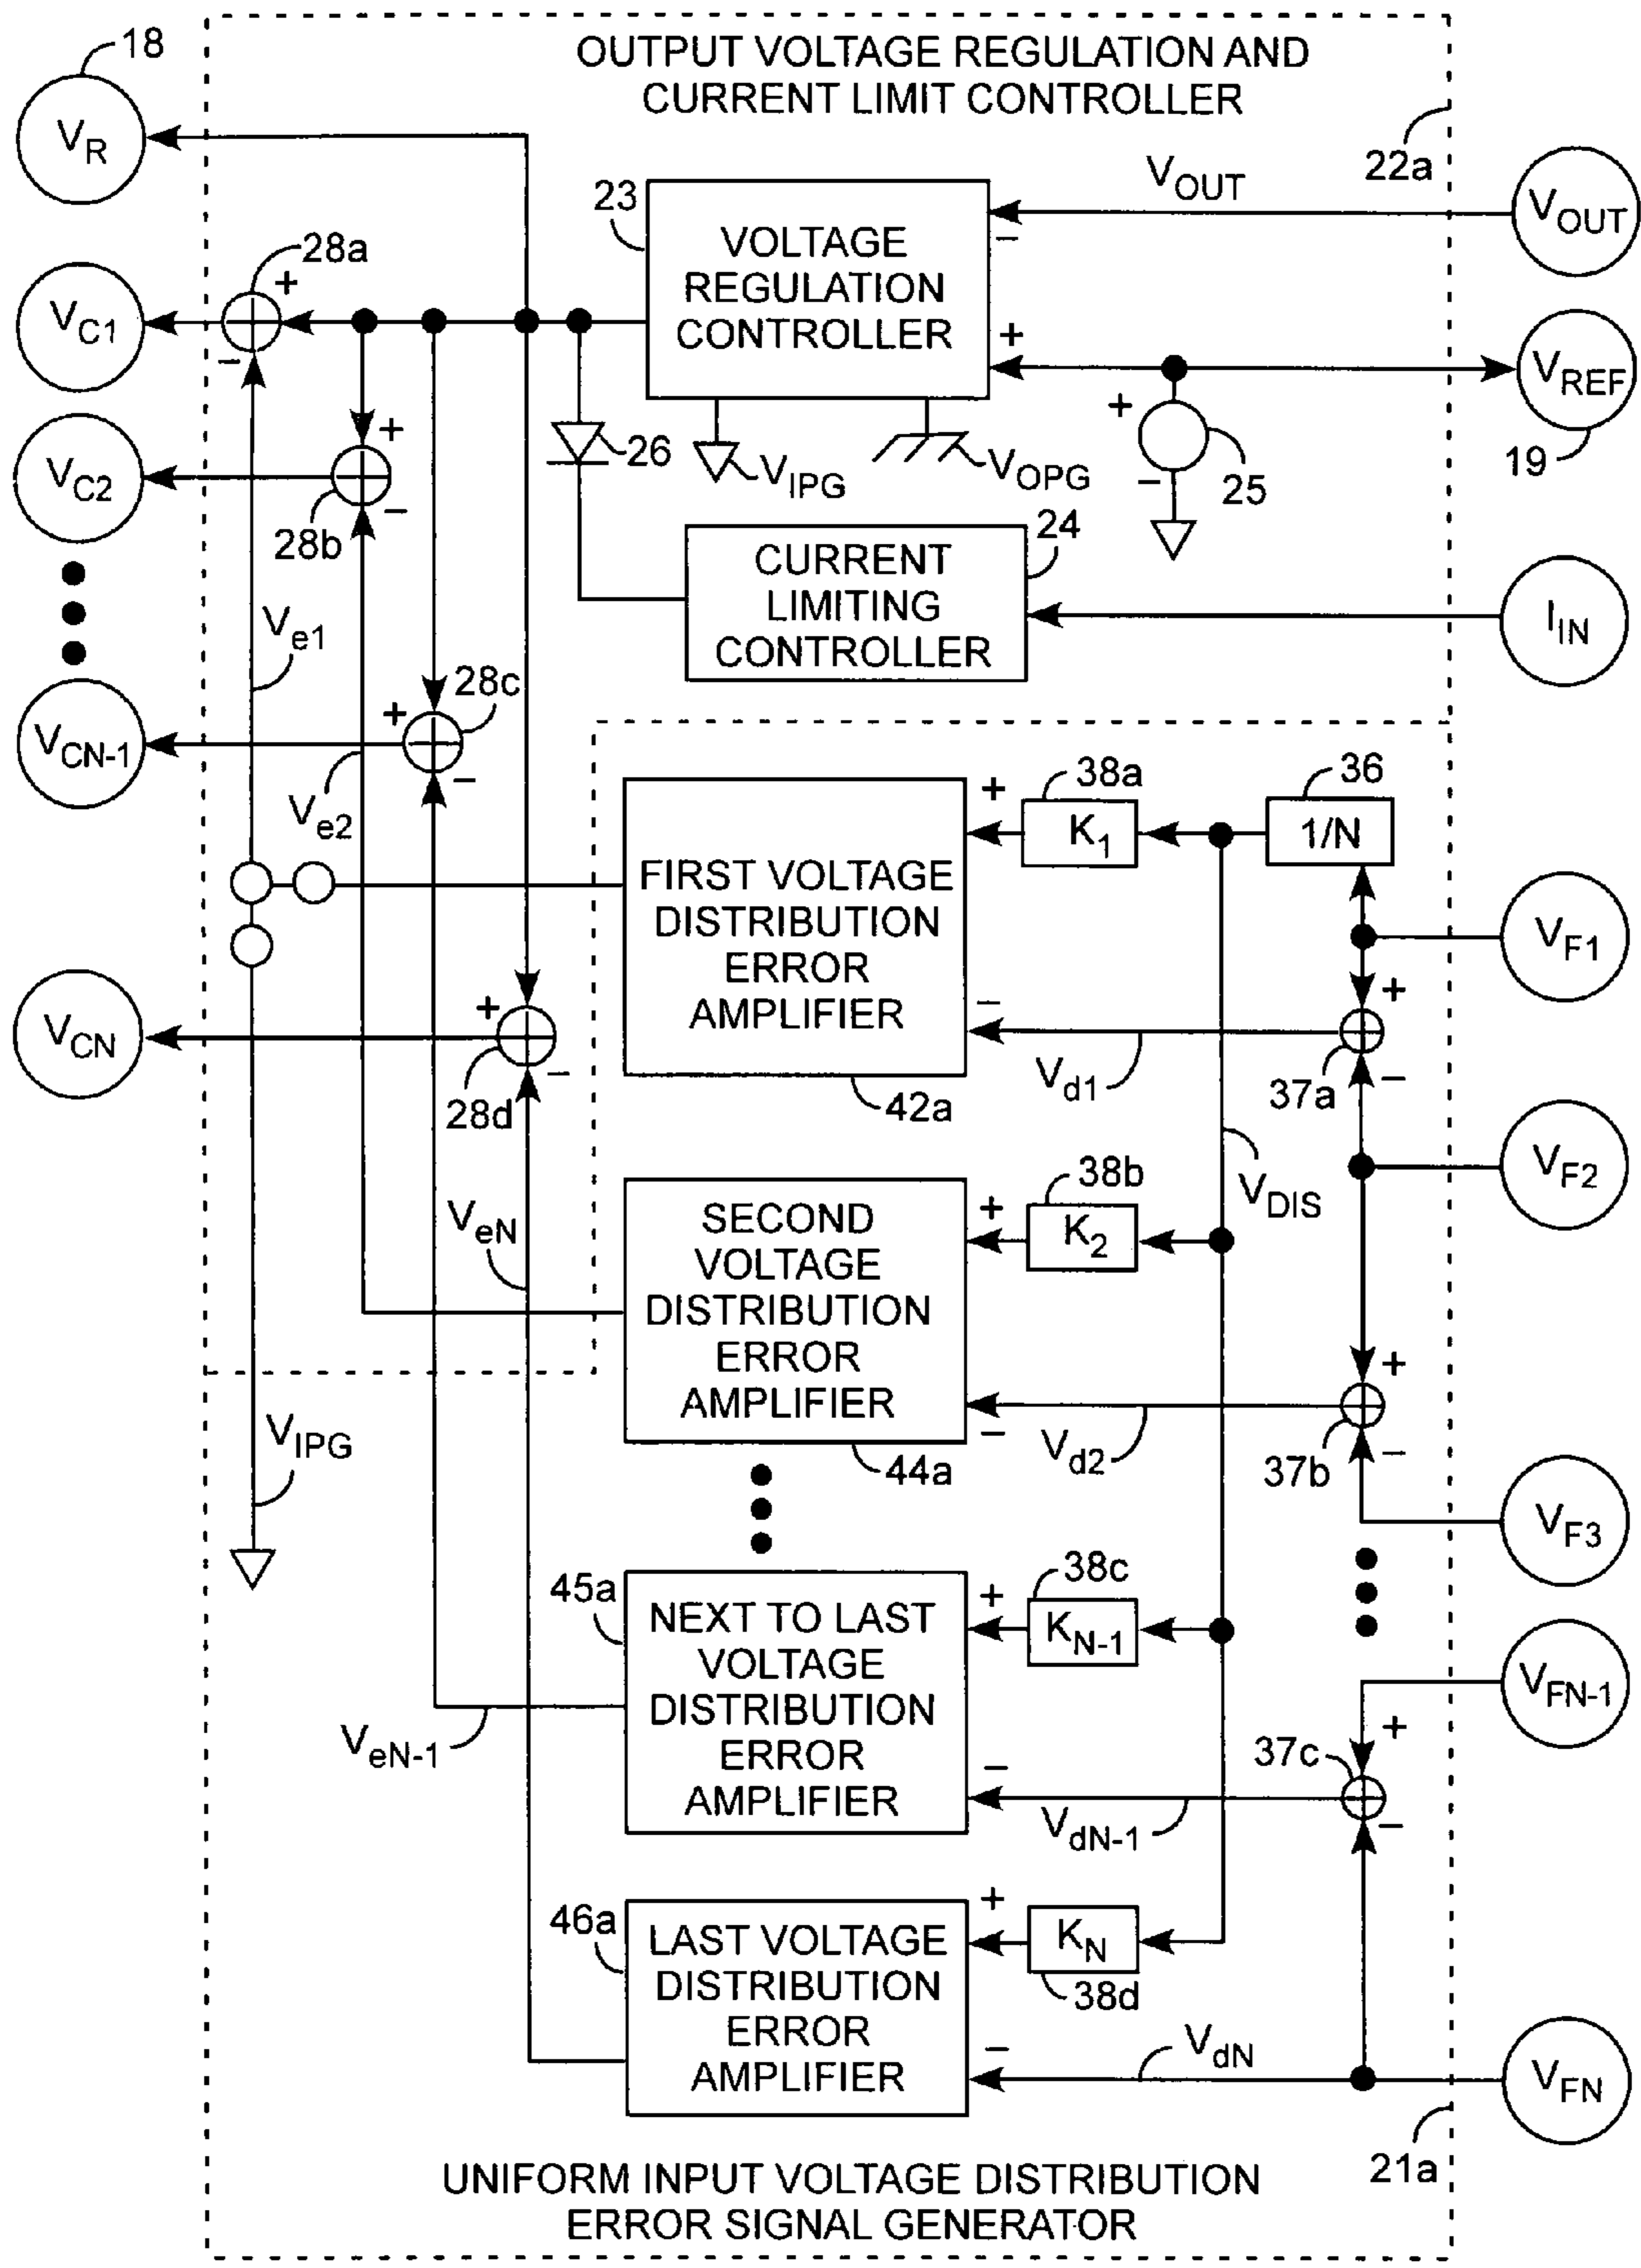 OUTPUT VOLTAGE REGULATION AND
CURRENT LIMIT CONTROLLER
18
22a
VR
VOUT
VOUT
23
VOLTAGE
REGULATION
CONTROLLER
−
+
28a
+
−
VC1
VREF
19
+
−
25
26
VIPG
VOPG
VC2
+
−
28b
24
CURRENT
LIMITING
CONTROLLER
IIN
Ve1
28c
+
−
VCN-1
Ve2
38a
36
+
K1
1/N
FIRST VOLTAGE
DISTRIBUTION
ERROR
AMPLIFIER
−
42a
VF1
+
−
37a
Vd1
VCN
+
−
28d
VDIS
VF2
38b
+
K2
VeN
SECOND
VOLTAGE
DISTRIBUTION
ERROR
AMPLIFIER
−
44a
+
−
37b
Vd2
VIPG
VF3
45a
38c
+
KN-1
NEXT TO LAST
VOLTAGE
DISTRIBUTION
ERROR
AMPLIFIER
−
VFN-1
+
−
37c
VeN-1
VdN-1
46a
+
KN
38d
LAST VOLTAGE
DISTRIBUTION
ERROR
AMPLIFIER
−
VdN
VFN
21a
UNIFORM INPUT VOLTAGE DISTRIBUTION
ERROR SIGNAL GENERATOR